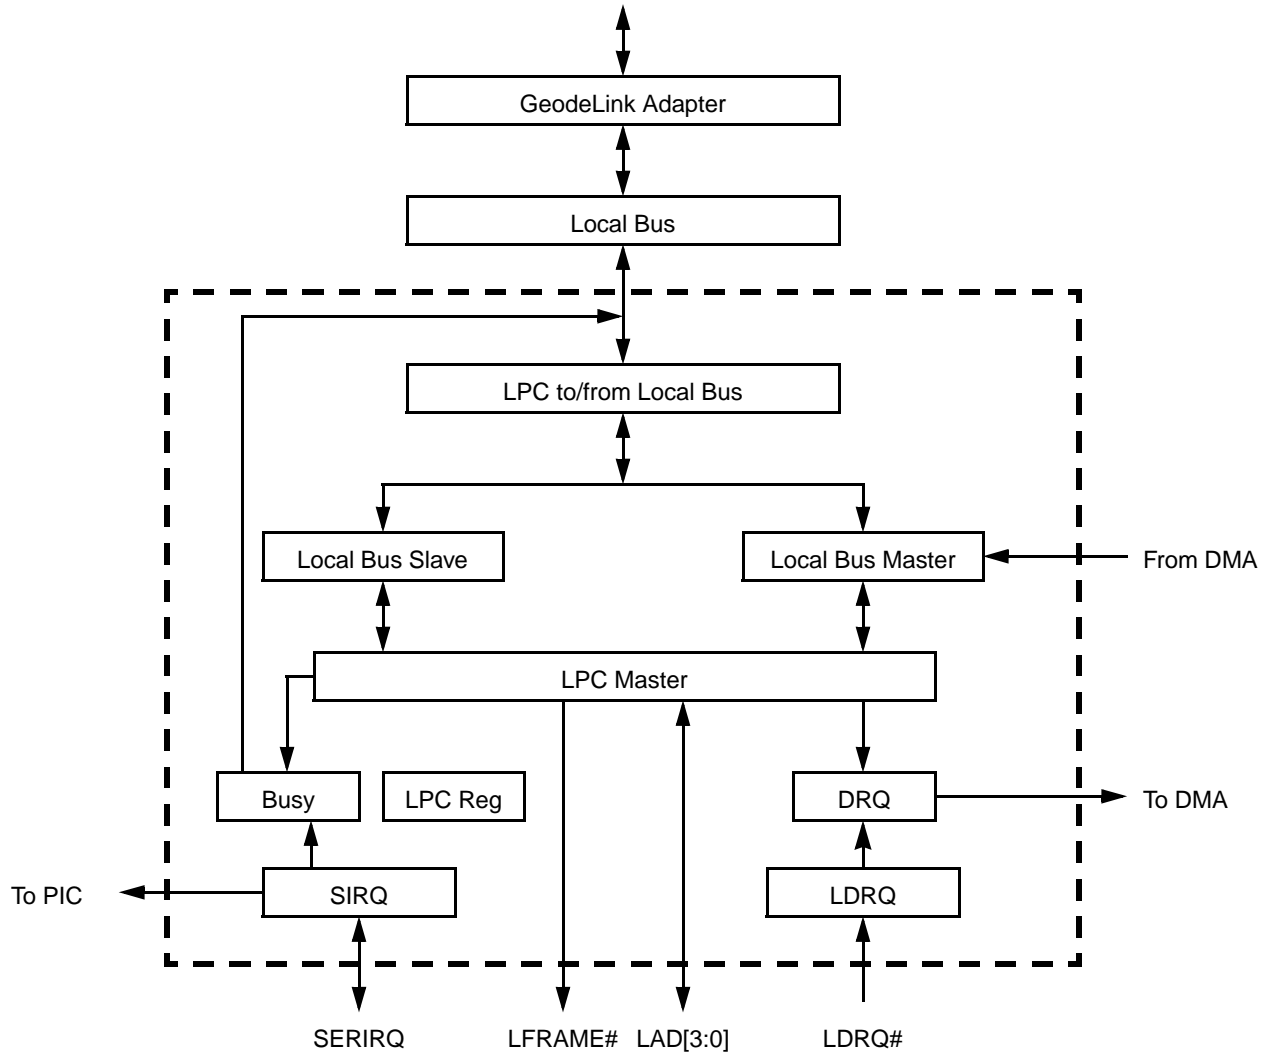 GeodeLink Adapter
Local Bus
LPC to/from Local Bus
Local Bus Slave
Local Bus Master
From DMA
LPC Master
Busy
LPC Reg
DRQ
To DMA
To PIC
SIRQ
LDRQ
SERIRQ
LFRAME#
LAD[3:0]
LDRQ#